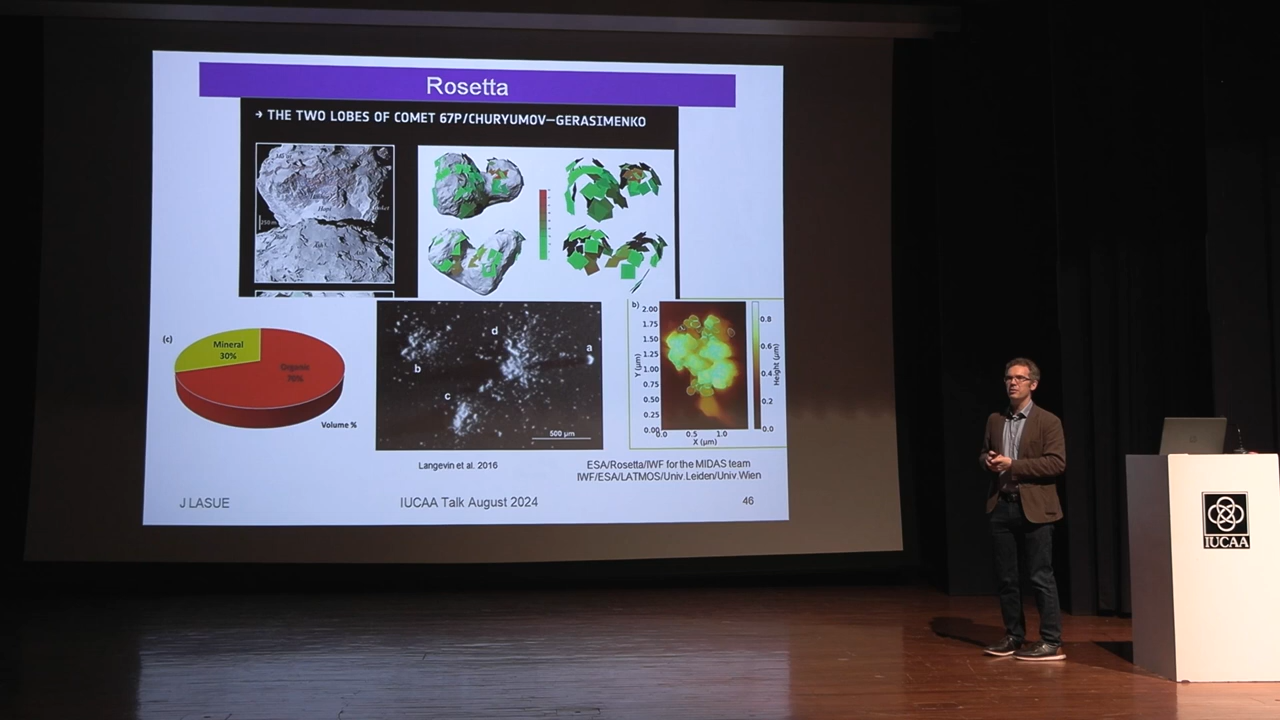 Rosetta
→ THE TWO LOBES OF COMET 67P/CHURYUMOV–GERASIMENKO
Hapi
(c)
Mineral
30%
Organic
70%
Volume %
d
a
b
c
500 µm
b)
2.00
1.75
1.50
1.25
1.00
0.75
0.50
0.25
0.00
Y (µm)
0.0 0.5 1.0
X (µm)
0.8
0.6
0.4
0.2
0.0
Height (µm)
Langevin et al. 2016
ESA/Rosetta/IWF for the MIDAS team
IWF/ESA/LATMOS/Univ.Leiden/Univ.Wien
J LASUE
IUCAA Talk August 2024
46
IUCAA